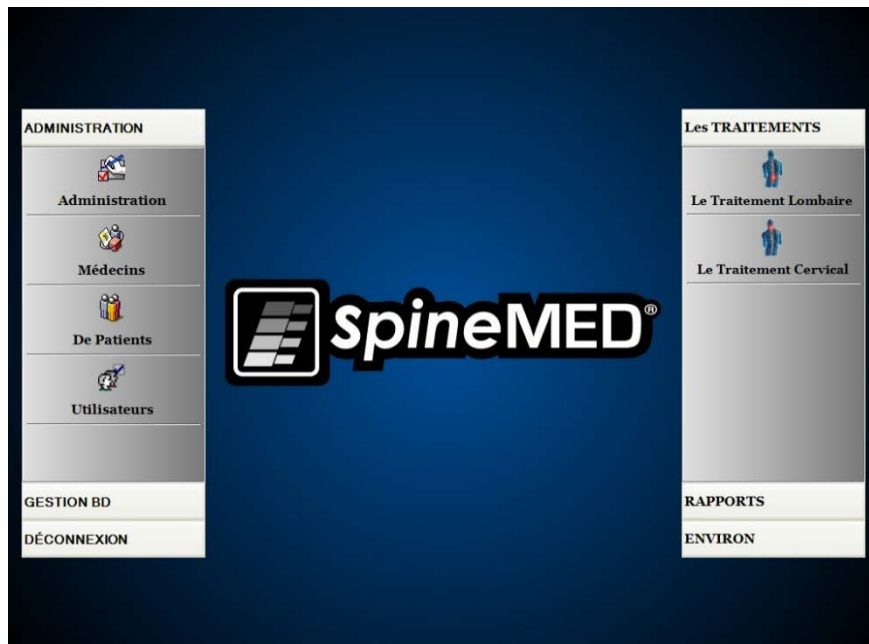 ADMINISTRATION
Administration
Médecins
De Patients
Utilisateurs
GESTION BD
DÉCONNEXION
SpineMED®
Les TRAITEMENTS
Le Traitement Lombaire
Le Traitement Cervical
RAPPORTS
ENVIRON